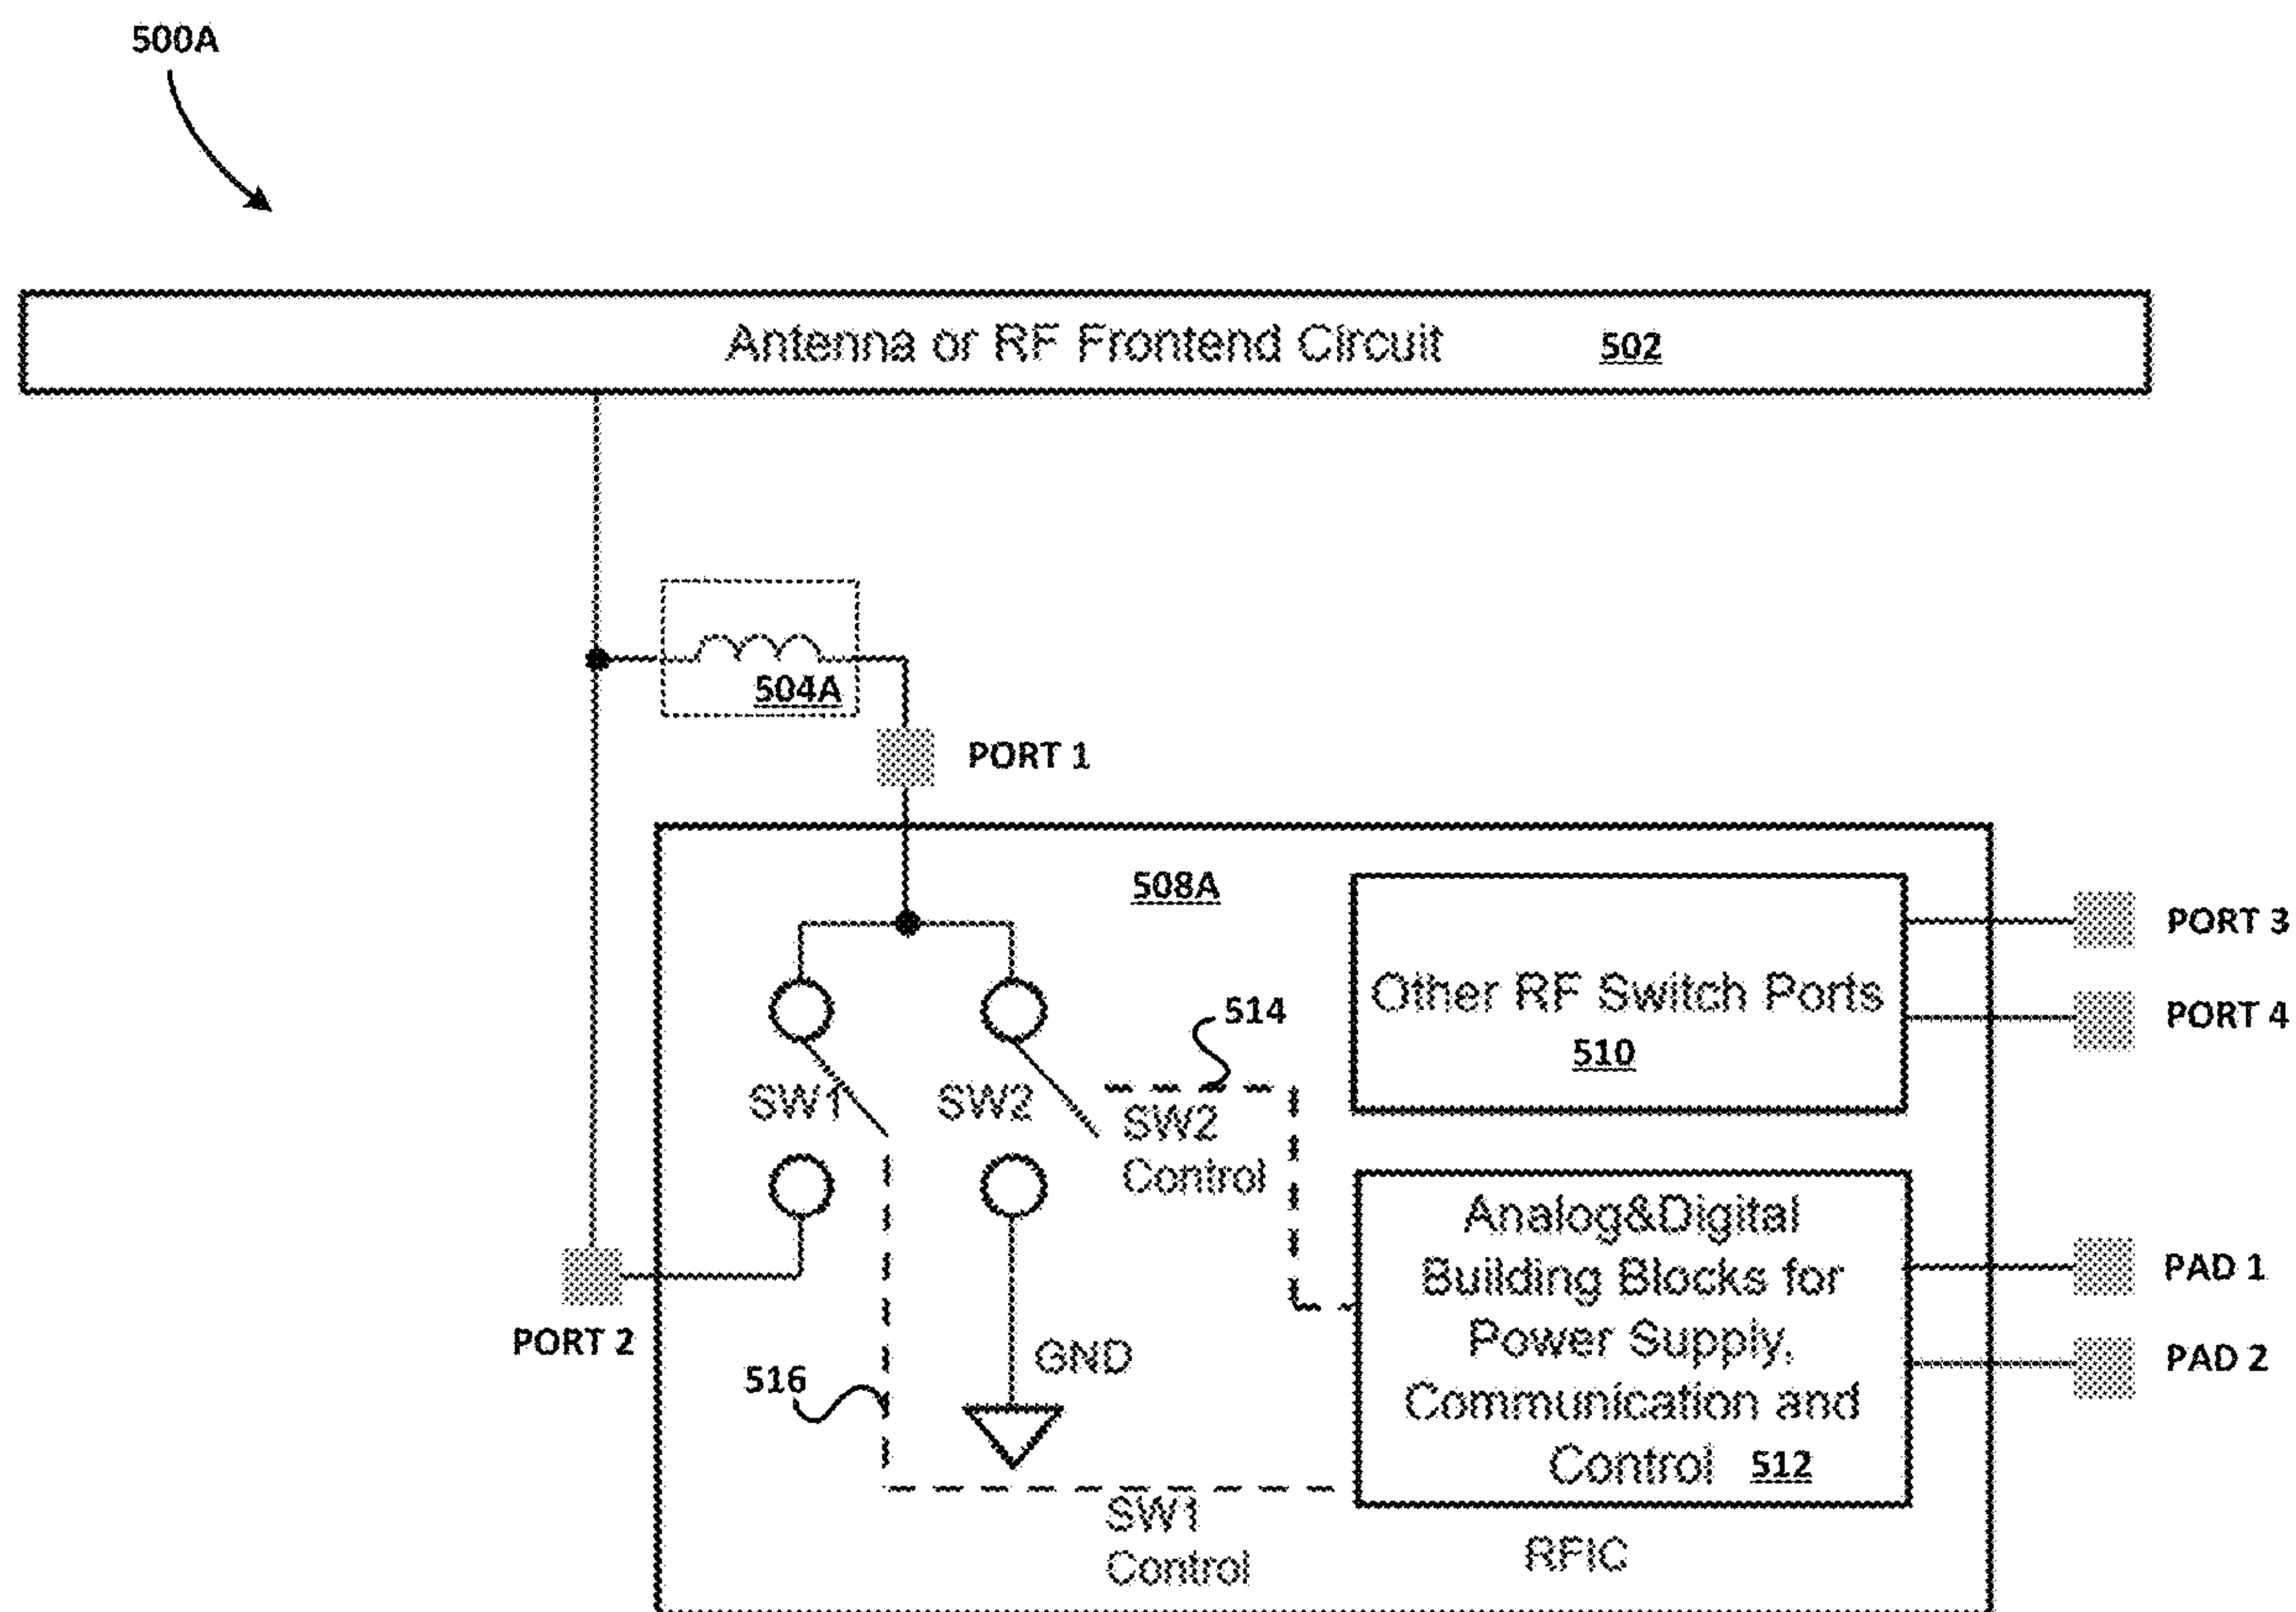 500A
Antenna or RF Frontend Circuit 502
504A
PORT 1
508A
PORT 3
Other RF Switch Ports
PORT 4
510
514
SW1
SW2
SW2
Control
Analog&Digital
Building Blocks for
Power Supply,
Communication and
Control 512
PAD 1
PAD 2
PORT 2
GND
516
SW1
Control
RFIC